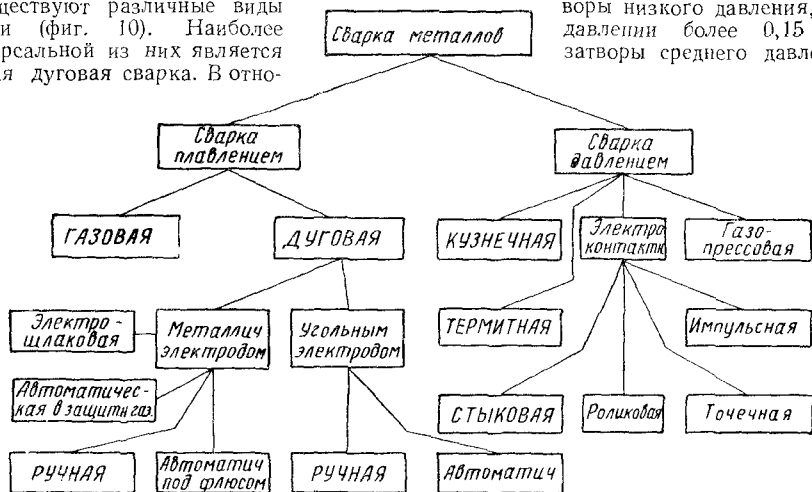 ществуют различные виды
и (фиг. 10). Наиболее
рсальной из них является
я дуговая сварка. В отно-
воры низкого давления,
давлении более 0,15
затворы среднего давле
Сварка металлов
Сварка
плавлением
Сварка
давлением
ГАЗОВАЯ
ДУГОВАЯ
КУЗНЕЧНАЯ
Электро
контактн
Газо-
прессовая
Электро-
шлаковая
Металлич
электродом
Угольным
электродом
ТЕРМИТНАЯ
Импульсная
Автоматичес-
кая в защитн газ.
СТЫКОВАЯ
Роликовая
Точечная
РУЧНАЯ
Автоматич
под флюсом
РУЧНАЯ
Автоматич